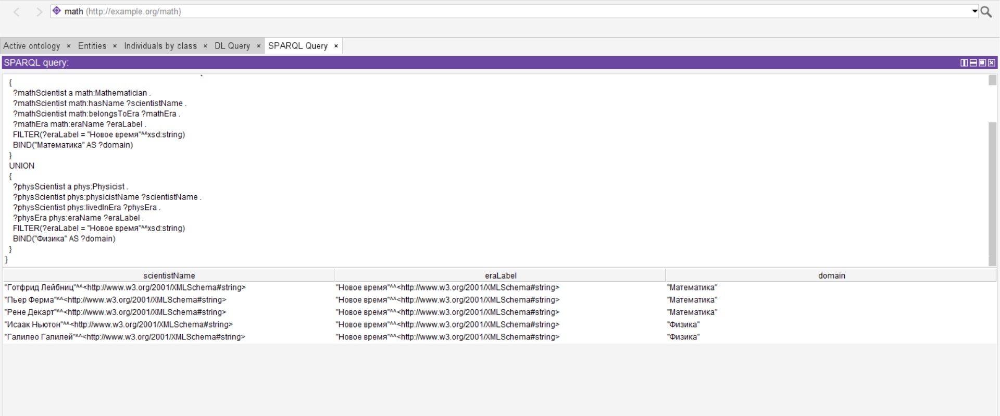 math (http://example.org/math)
Active ontology × Entities × Individuals by class × DL Query × SPARQL Query ×
SPARQL query:
{
?mathScientist a math:Mathematician .
?mathScientist math:hasName ?scientistName .
?mathScientist math:belongsToEra ?mathEra .
?mathEra math:eraName ?eraLabel .
FILTER(?eraLabel = "Новое время"^^xsd:string)
BIND("Математика" AS ?domain)
}
UNION
{
?physScientist a phys:Physicist .
?physScientist phys:physicistName ?scientistName .
?physScientist phys:livedInEra ?physEra .
?physEra phys:eraName ?eraLabel .
FILTER(?eraLabel = "Новое время"^^xsd:string)
BIND("Физика" AS ?domain)
}
}
scientistName eraLabel domain
"Готфрид Лейбниц"^^<http://www.w3.org/2001/XMLSchema#string> "Новое время"^^<http://www.w3.org/2001/XMLSchema#string> "Математика"
"Пьер Ферма"^^<http://www.w3.org/2001/XMLSchema#string> "Новое время"^^<http://www.w3.org/2001/XMLSchema#string> "Математика"
"Рене Декарт"^^<http://www.w3.org/2001/XMLSchema#string> "Новое время"^^<http://www.w3.org/2001/XMLSchema#string> "Математика"
"Исаак Ньютон"^^<http://www.w3.org/2001/XMLSchema#string> "Новое время"^^<http://www.w3.org/2001/XMLSchema#string> "Физика"
"Галилео Галилей"^^<http://www.w3.org/2001/XMLSchema#string> "Новое время"^^<http://www.w3.org/2001/XMLSchema#string> "Физика"